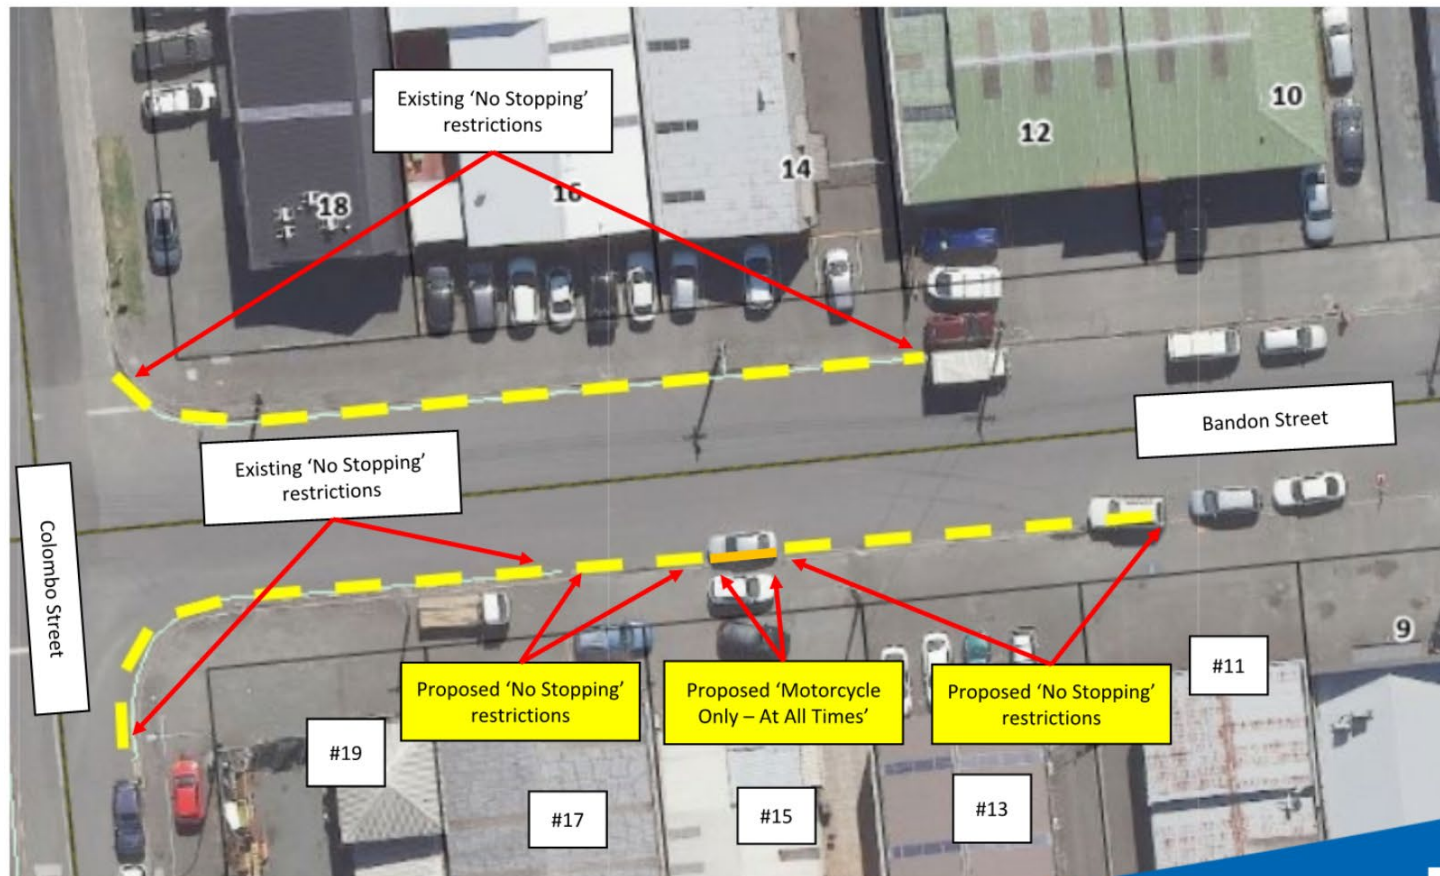 Existing ‘No Stopping’
restrictions
10
12
14
16
18
Bandon Street
Existing ‘No Stopping’
restrictions
Colombo Street
9
#11
Proposed ‘No Stopping’
restrictions
Proposed ‘Motorcycle
Only – At All Times’
Proposed ‘No Stopping’
restrictions
#19
#17
#15
#13